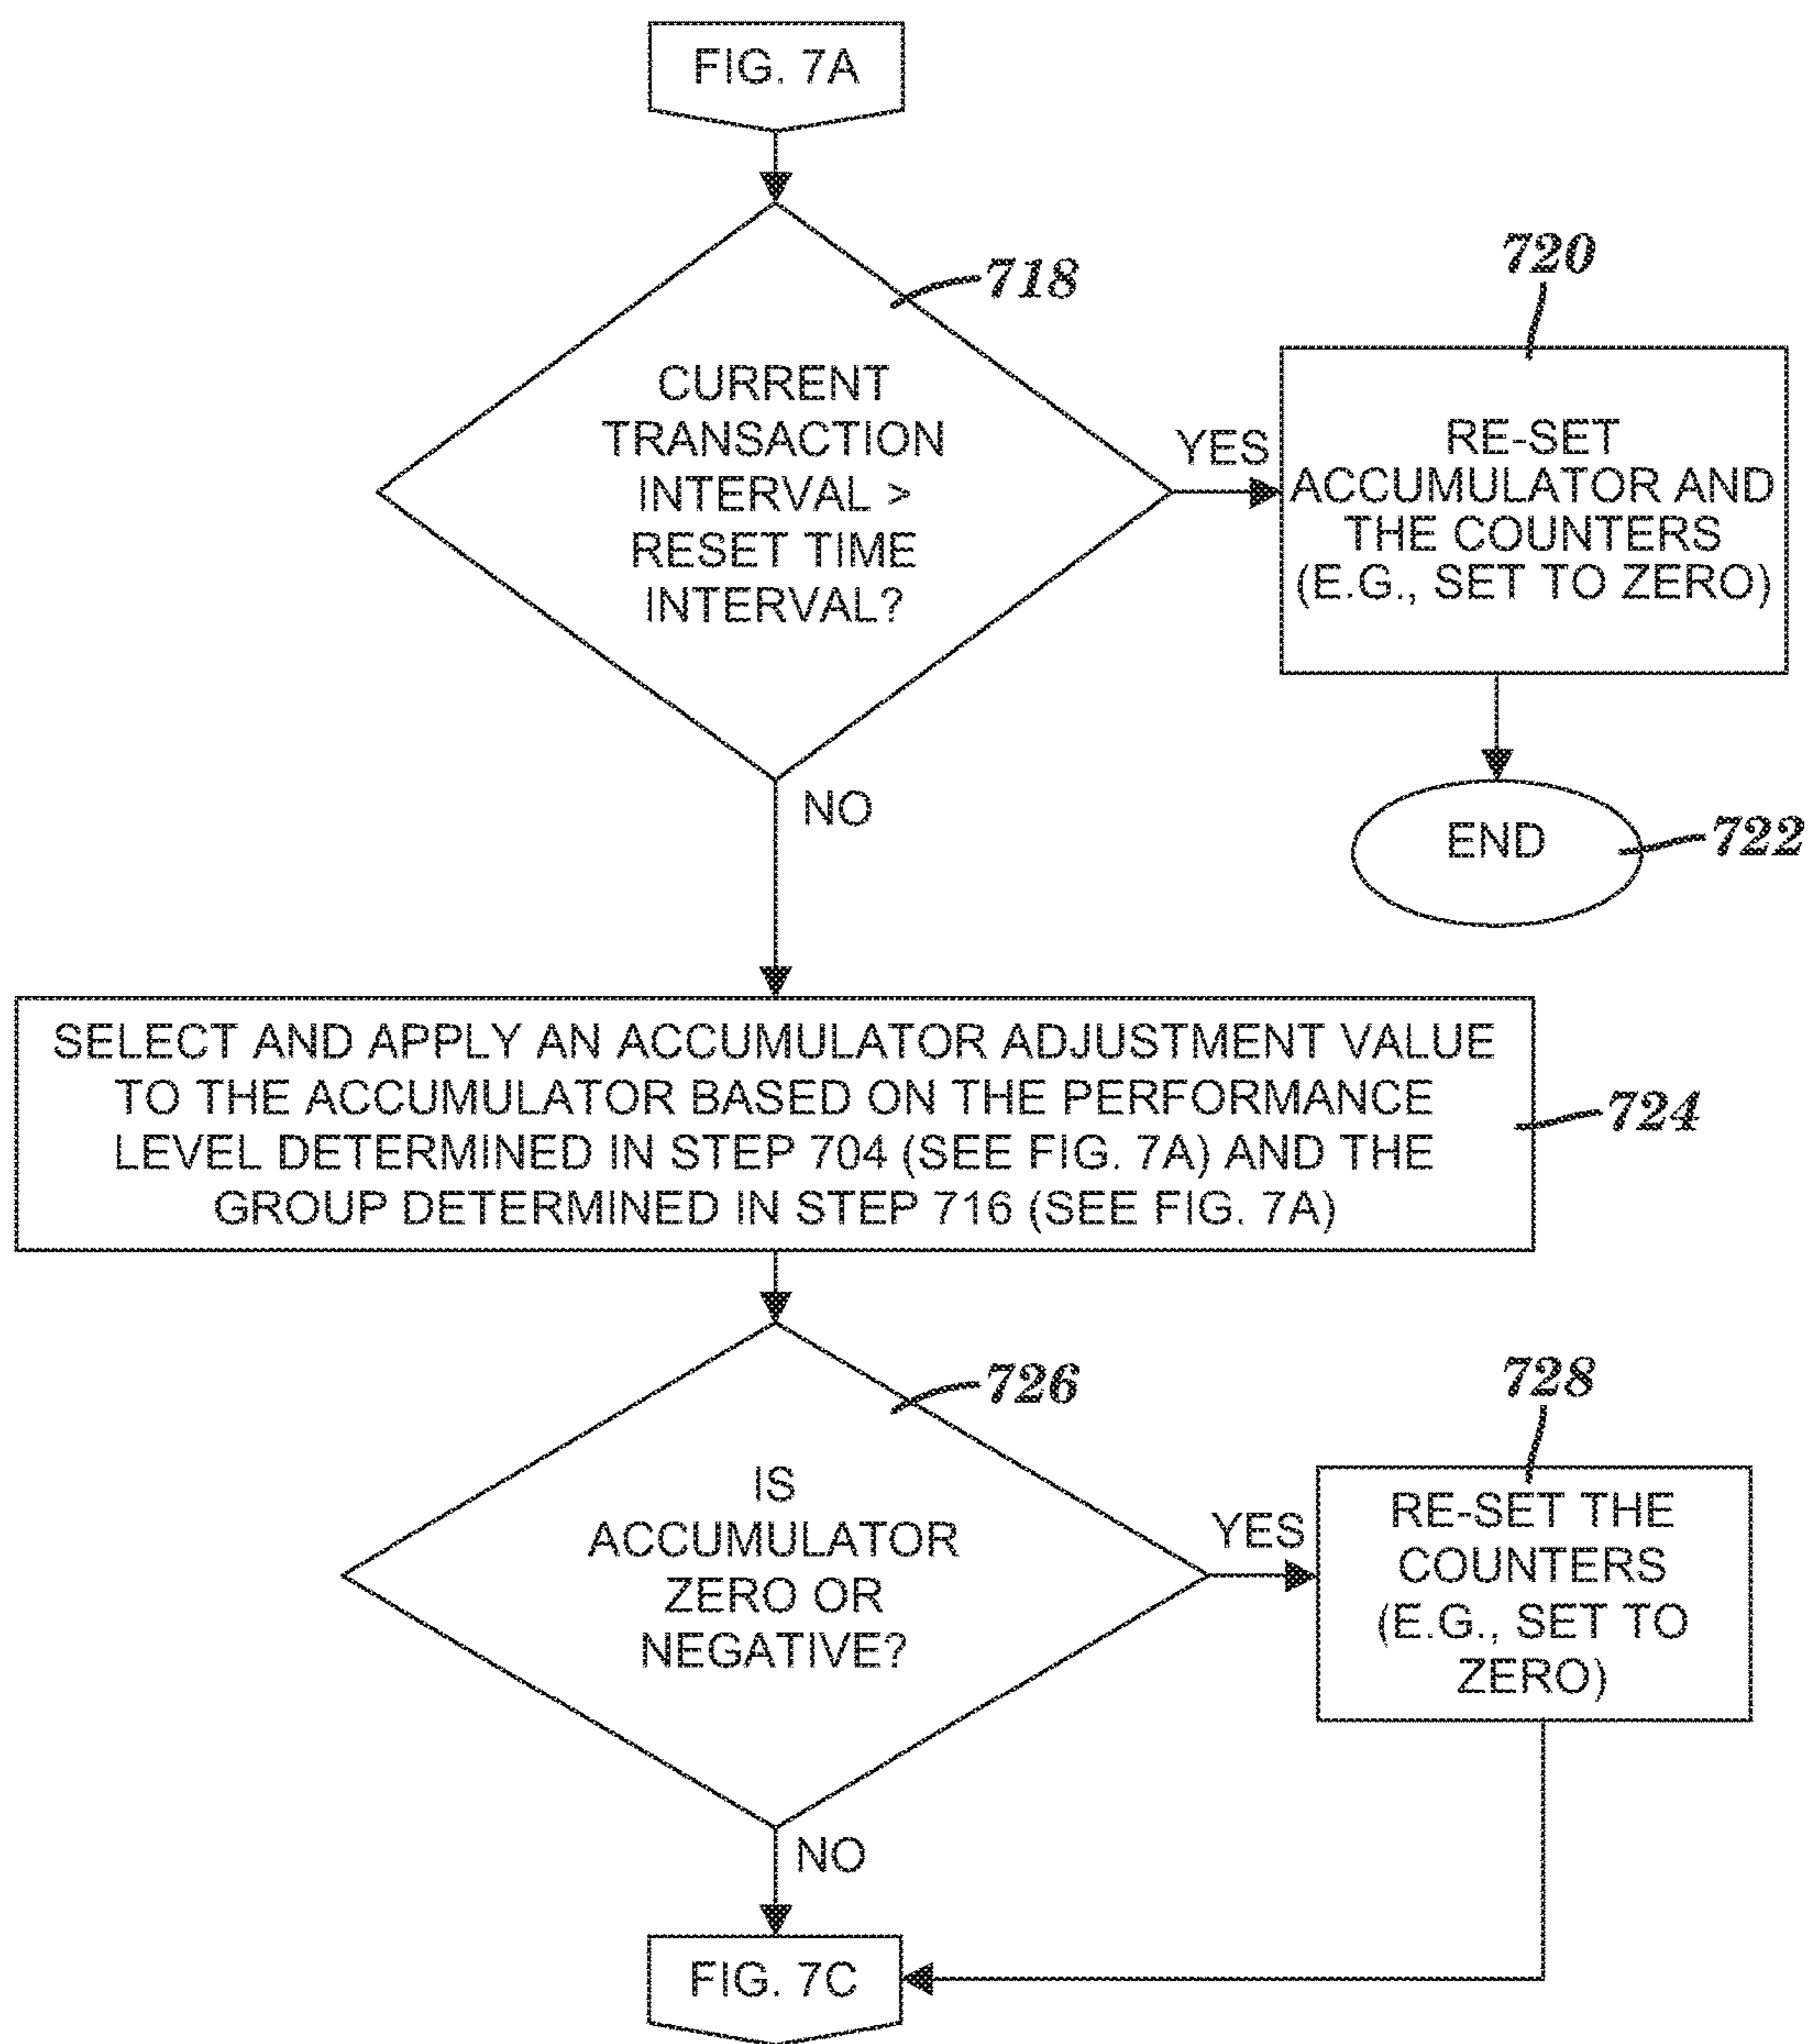 FIG. 7A
718
CURRENT
TRANSACTION
INTERVAL >
RESET TIME
INTERVAL?
YES
720
RE-SET
ACCUMULATOR AND
THE COUNTERS
(E.G., SET TO ZERO)
END
722
NO
SELECT AND APPLY AN ACCUMULATOR ADJUSTMENT VALUE
TO THE ACCUMULATOR BASED ON THE PERFORMANCE
LEVEL DETERMINED IN STEP 704 (SEE FIG. 7A) AND THE
GROUP DETERMINED IN STEP 716 (SEE FIG. 7A)
724
726
IS
ACCUMULATOR
ZERO OR
NEGATIVE?
YES
728
RE-SET THE
COUNTERS
(E.G., SET TO
ZERO)
NO
FIG. 7C